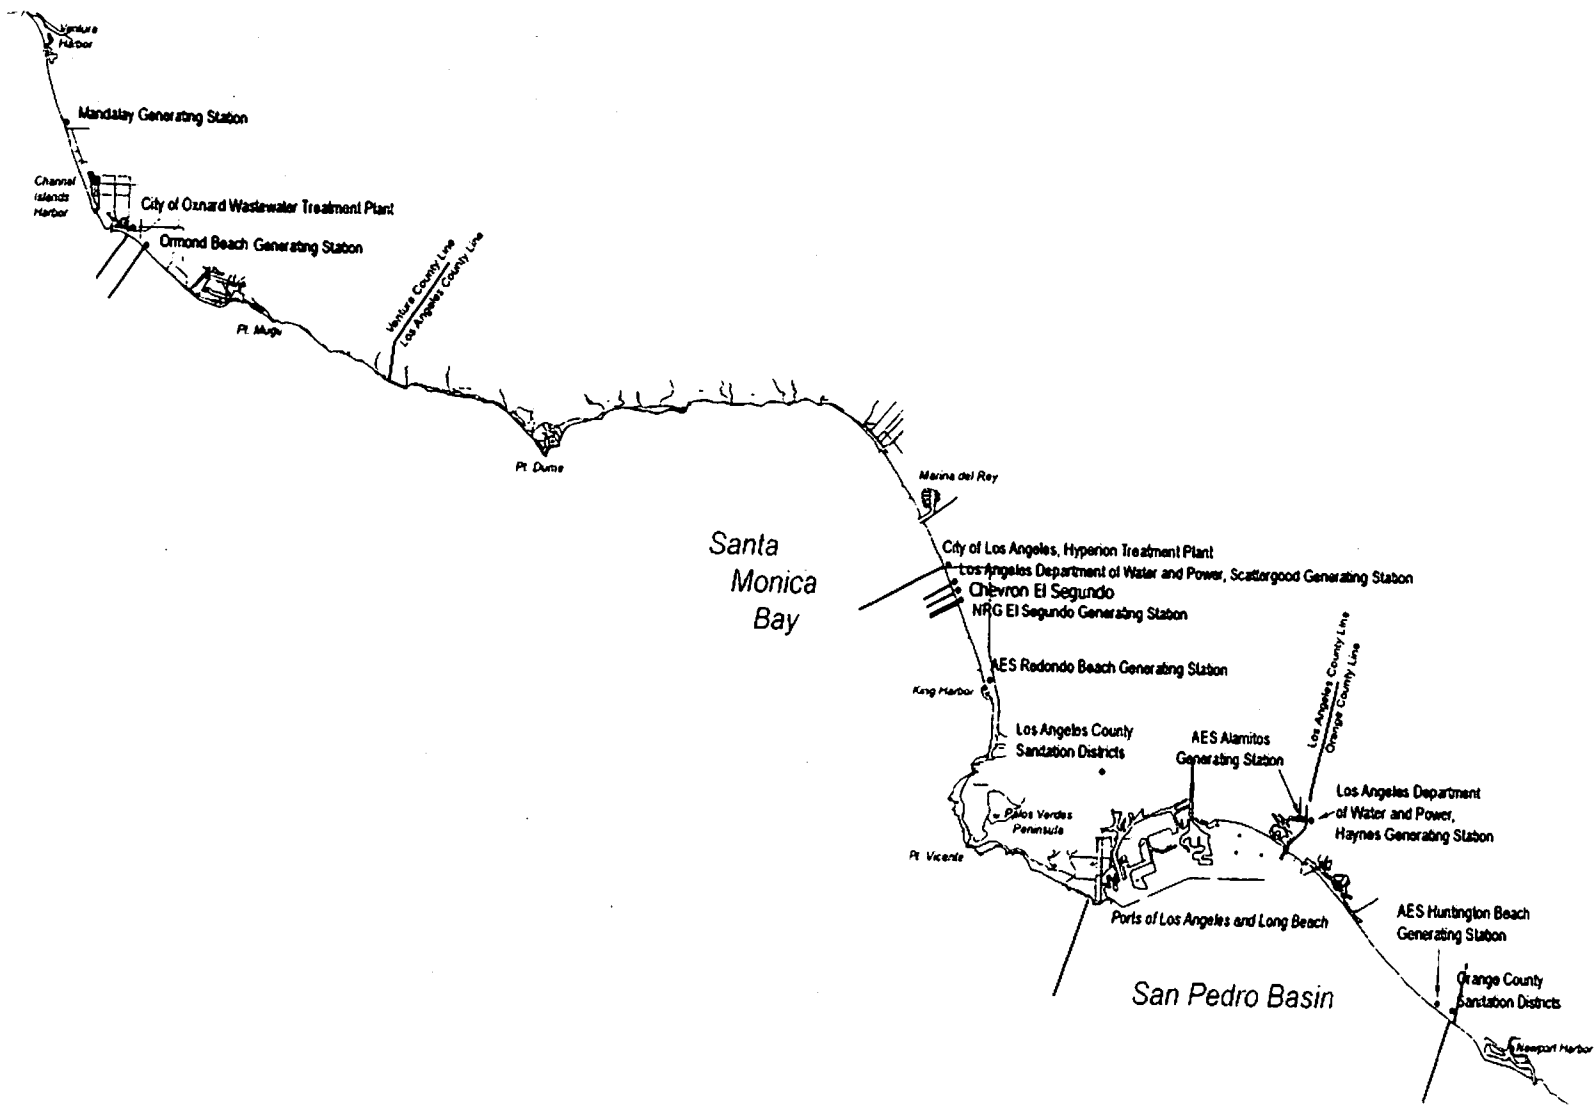 Ventura
Harbor
Mandalay Generating Station
Channel
Islands
Harbor
City of Oxnard Wastewater Treatment Plant
Ormond Beach Generating Station
Ventura County Line
Los Angeles County Line
Pt. Mugu
Pt. Dume
Marina del Rey
Santa
Monica
Bay
City of Los Angeles, Hyperion Treatment Plant
Los Angeles Department of Water and Power, Scattergood Generating Station
Chevron El Segundo
NRG El Segundo Generating Station
AES Redondo Beach Generating Station
King Harbor
Los Angeles County
Sanitation Districts
AES Alamitos
Generating Station
Los Angeles County Line
Orange County Line
Los Angeles Department
of Water and Power,
Haynes Generating Station
Palos Verdes
Peninsula
Pt. Vicente
Ports of Los Angeles and Long Beach
AES Huntington Beach
Generating Station
San Pedro Basin
Orange County
Sanitation Districts
Newport Harbor